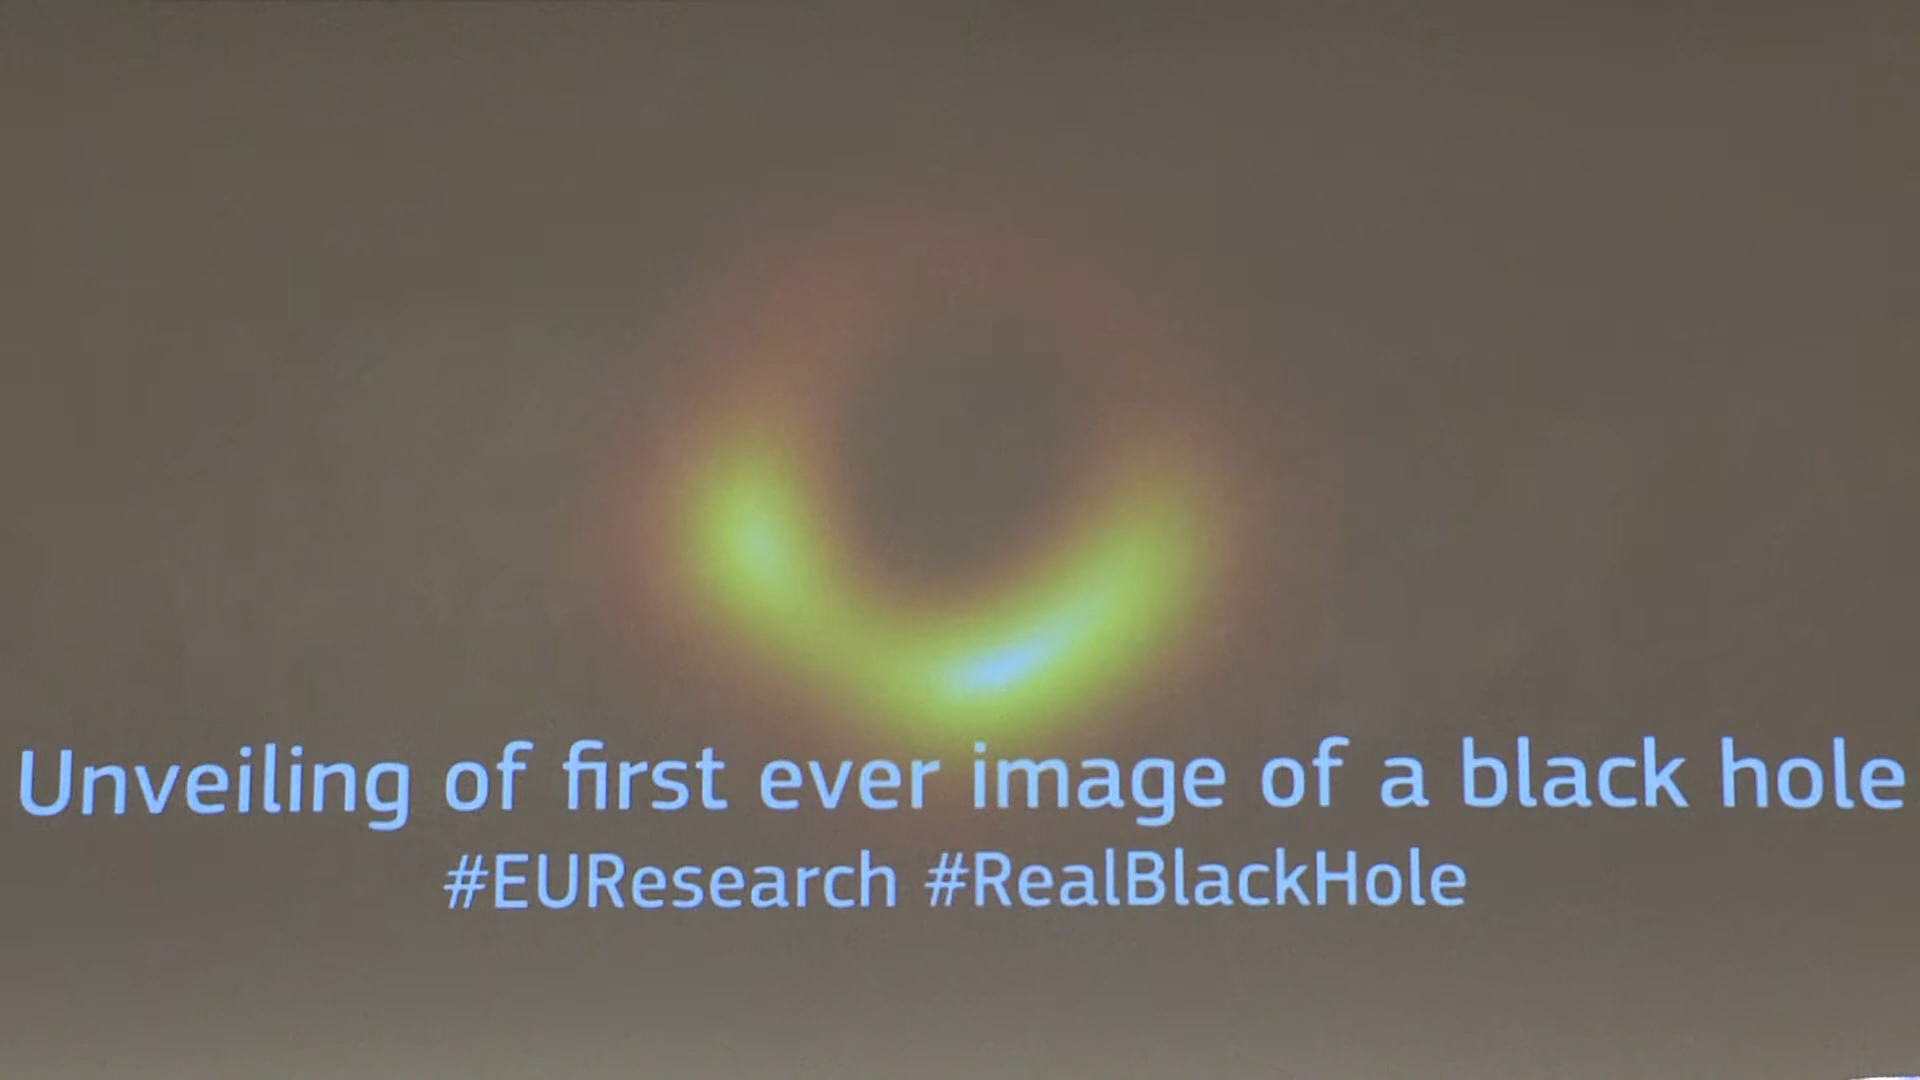 Unveiling of first ever image of a black hole
#EUResearch #RealBlackHole